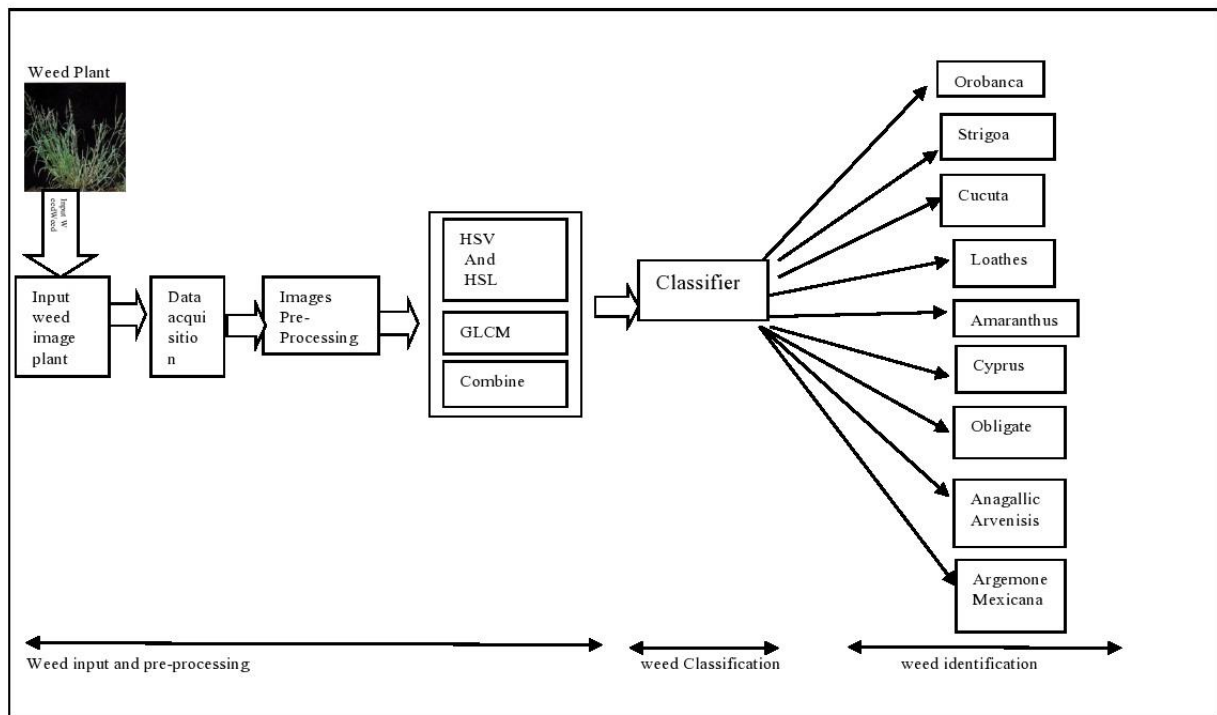 Weed Plant
Input W
eedWeed
Input
weed
image
plant
Data
acqui
sitio
n
Images
Pre-
Processing
HSV
And
HSL
GLCM
Combine
Classifier
Orobanca
Strigoa
Cucuta
Loathes
Amaranthus
Cyprus
Obligate
Anagallic
Arvenisis
Argemone
Mexicana
Weed input and pre-processing
weed Classification
weed identification